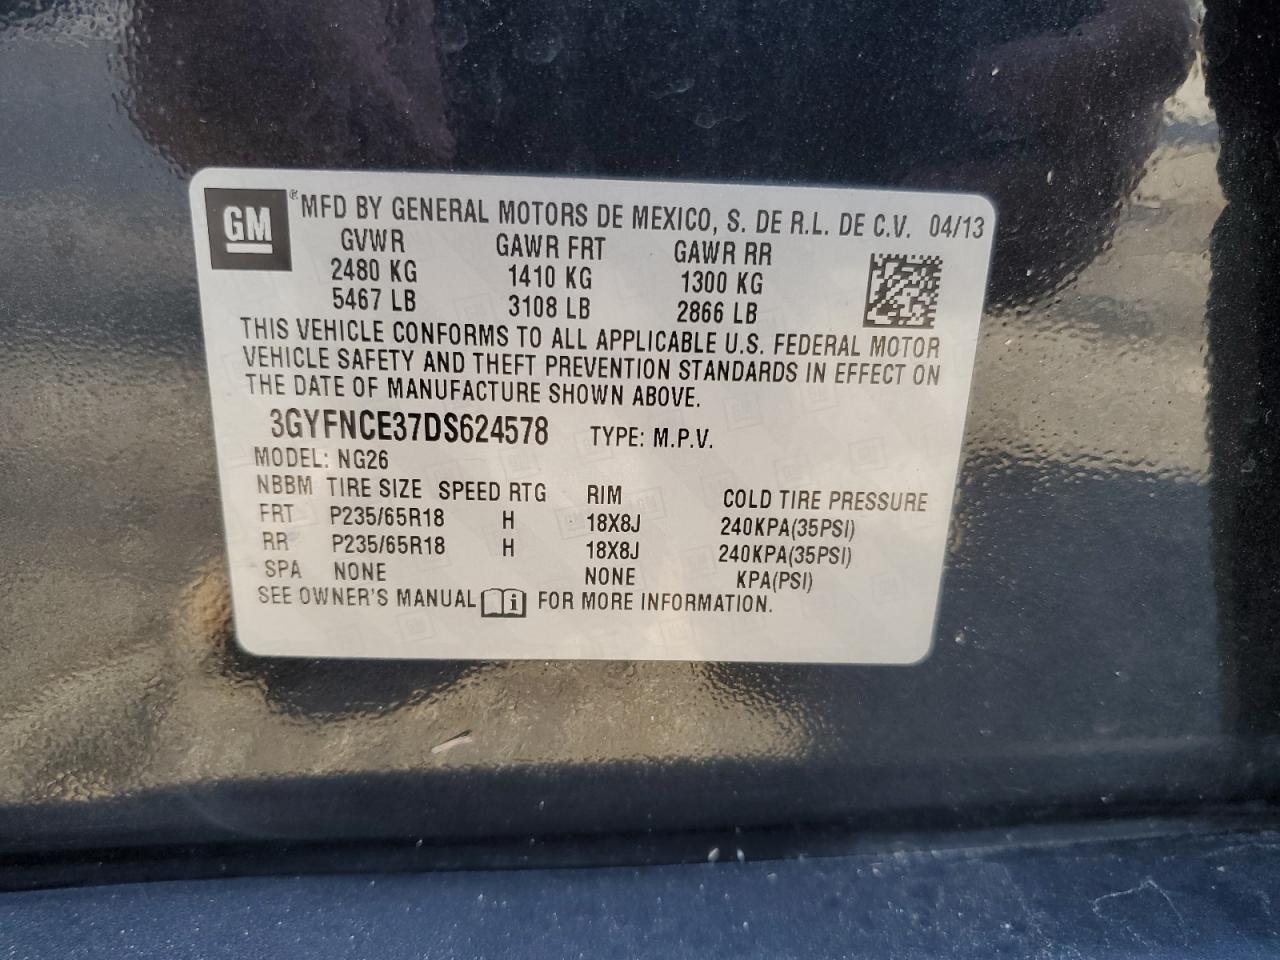 GM ® MFD BY GENERAL MOTORS DE MEXICO, S. DE R.L. DE C.V. 04/13
GVWR GAWR FRT GAWR RR
2480 KG 1410 KG 1300 KG
5467 LB 3108 LB 2866 LB
THIS VEHICLE CONFORMS TO ALL APPLICABLE U.S. FEDERAL MOTOR
VEHICLE SAFETY AND THEFT PREVENTION STANDARDS IN EFFECT ON
THE DATE OF MANUFACTURE SHOWN ABOVE.
3GYFNCE37DS624578 TYPE: M.P.V.
MODEL: NG26
NBBM TIRE SIZE SPEED RTG RIM COLD TIRE PRESSURE
FRT P235/65R18 H 18X8J 240KPA(35PSI)
RR P235/65R18 H 18X8J 240KPA(35PSI)
SPA NONE NONE KPA(PSI)
SEE OWNER'S MANUAL i FOR MORE INFORMATION.